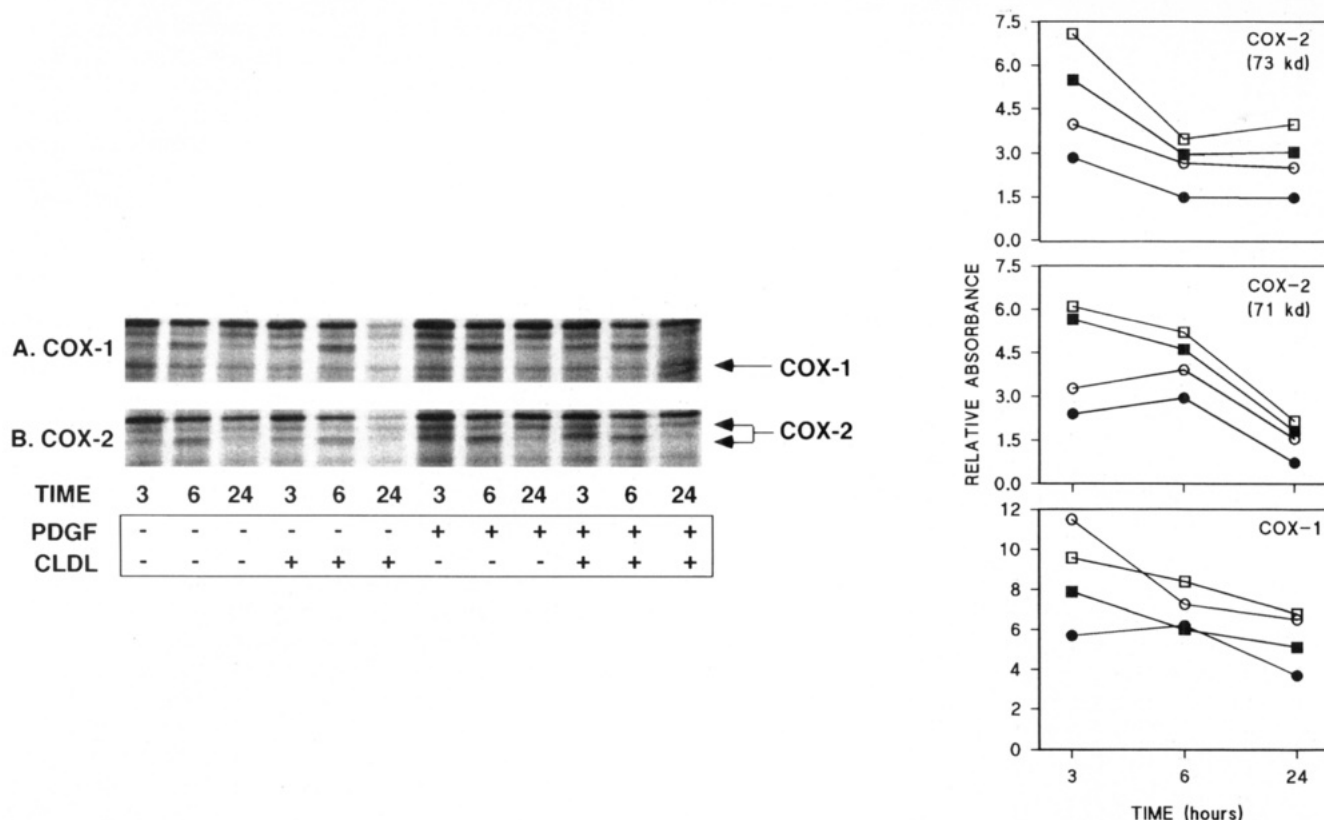 A. COX-1
COX-1
B. COX-2
COX-2
TIME 3 6 24 3 6 24 3 6 24 3 6 24
PDGF - - - - - - + + + + + +
CLDL - - - + + + - - - + + +
RELATIVE ABSORBANCE
7.5
6.0
4.5
3.0
1.5
0.0
COX-2
(73 kd)
7.5
6.0
4.5
3.0
1.5
0.0
COX-2
(71 kd)
12
10
8
6
4
2
0
COX-1
3 6 24
TIME (hours)